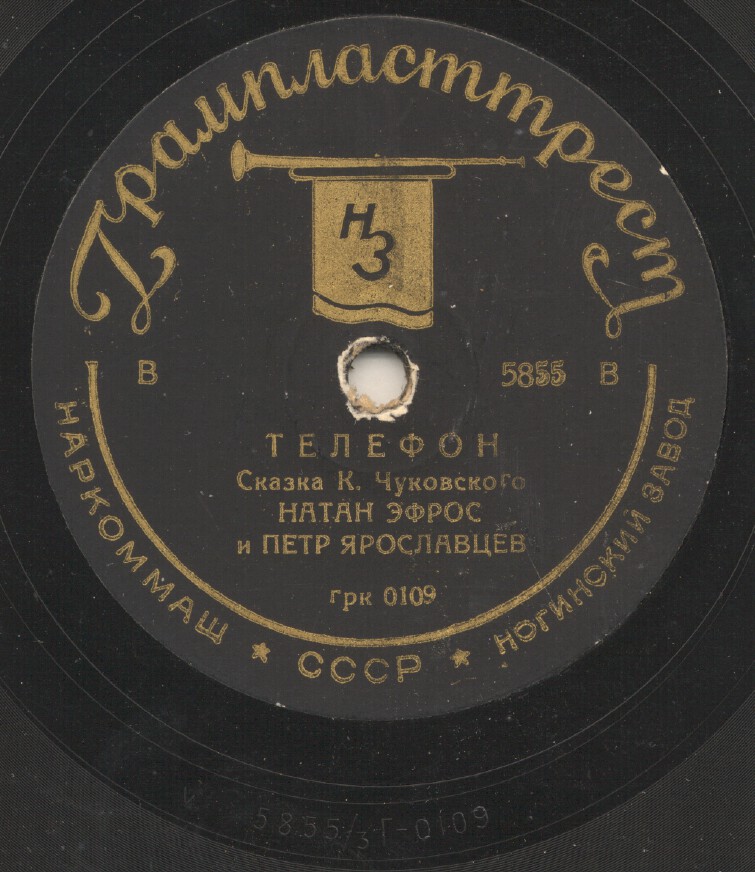 Грампласттрест
НЗ
В 5855 В
ТЕЛЕФОН
Сказка К. Чуковского
НАТАН ЭФРОС
и ПЕТР ЯРОСЛАВЦЕВ
грк 0109
НАРКОММАШ ★ СССР ★ НОГИНСКИЙ ЗАВОД
5855/3 Г-0109